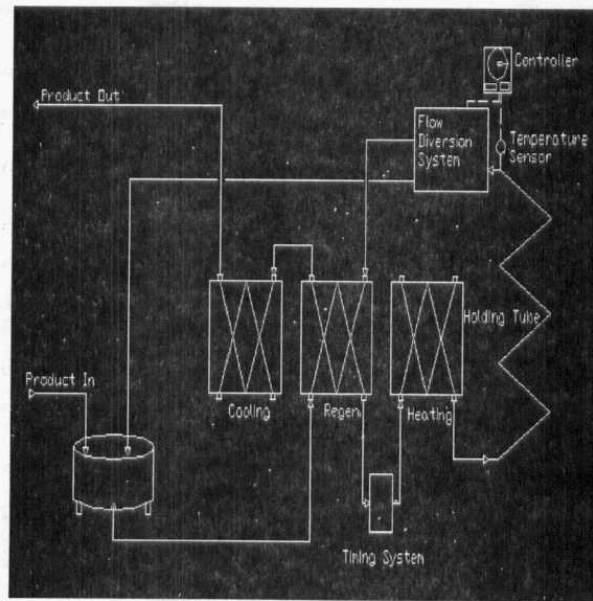 Controller
Product Out
Flow
Diversion
System
Temperature
Sensor
Holding Tube
Product In
Cooling
Regen
Heating
Timing System